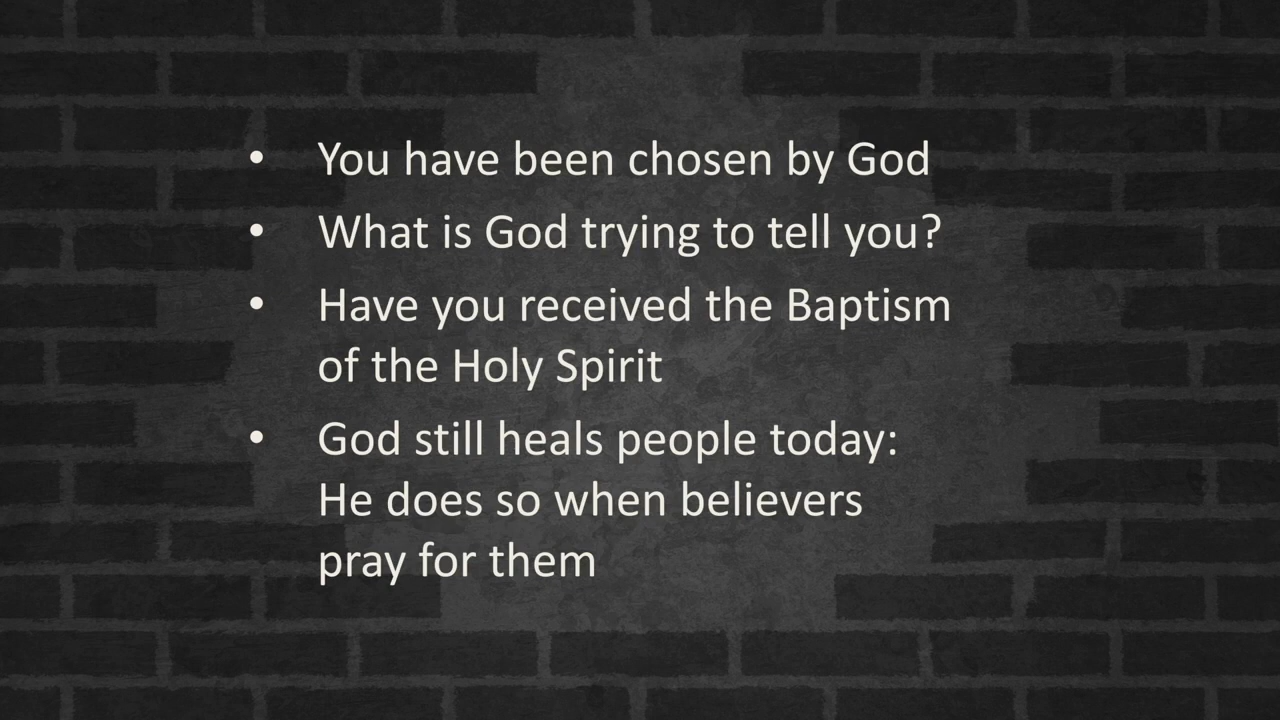 • You have been chosen by God
• What is God trying to tell you?
• Have you received the Baptism
of the Holy Spirit
• God still heals people today:
He does so when believers
pray for them